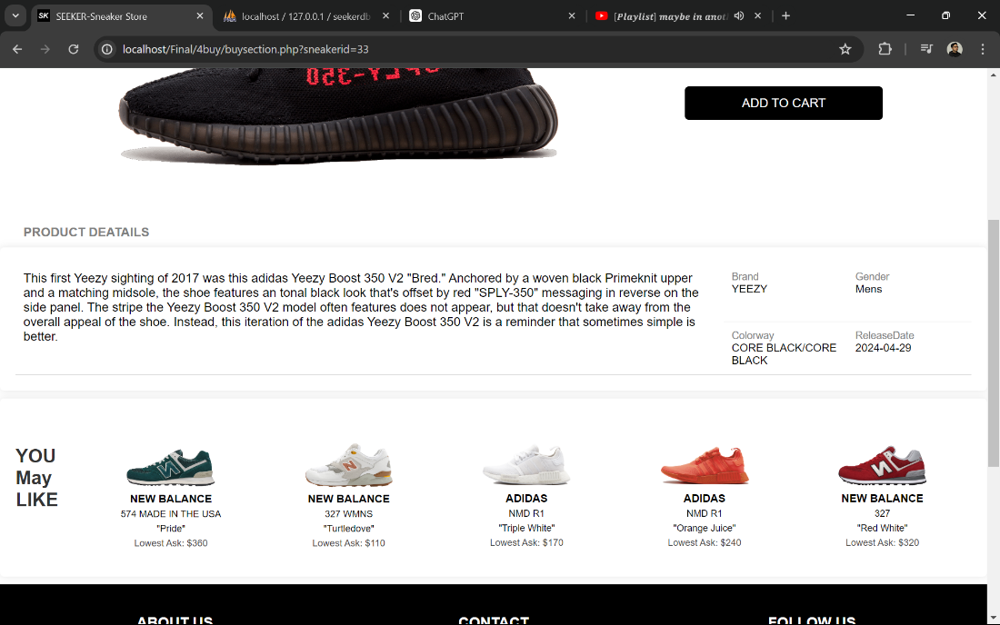 SK SEEKER-Sneaker Store
localhost / 127.0.0.1 / seekerdb
ChatGPT
[Playlist] maybe in anot
localhost/Final/4buy/buysection.php?sneakerid=33
SPLY-350
ADD TO CART
PRODUCT DEATAILS
This first Yeezy sighting of 2017 was this adidas Yeezy Boost 350 V2 "Bred." Anchored by a woven black Primeknit upper
and a matching midsole, the shoe features an tonal black look that's offset by red "SPLY-350" messaging in reverse on the
side panel. The stripe the Yeezy Boost 350 V2 model often features does not appear, but that doesn't take away from the
overall appeal of the shoe. Instead, this iteration of the adidas Yeezy Boost 350 V2 is a reminder that sometimes simple is
better.
Brand
YEEZY
Gender
Mens
Colorway
CORE BLACK/CORE
BLACK
ReleaseDate
2024-04-29
YOU
May
LIKE
NEW BALANCE
574 MADE IN THE USA
"Pride"
Lowest Ask: $360
NEW BALANCE
327 WMNS
"Turtledove"
Lowest Ask: $110
ADIDAS
NMD R1
"Triple White"
Lowest Ask: $170
ADIDAS
NMD R1
"Orange Juice"
Lowest Ask: $240
NEW BALANCE
327
"Red White"
Lowest Ask: $320
ABOUT US
CONTACT
FOLLOW US